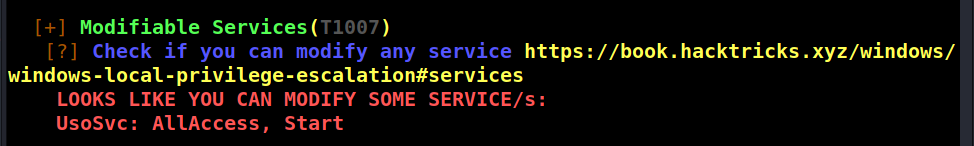 [+] Modifiable Services(T1007)
[?] Check if you can modify any service https://book.hacktricks.xyz/windows/
windows-local-privilege-escalation#services
LOOKS LIKE YOU CAN MODIFY SOME SERVICE/s:
UsoSvc: AllAccess, Start